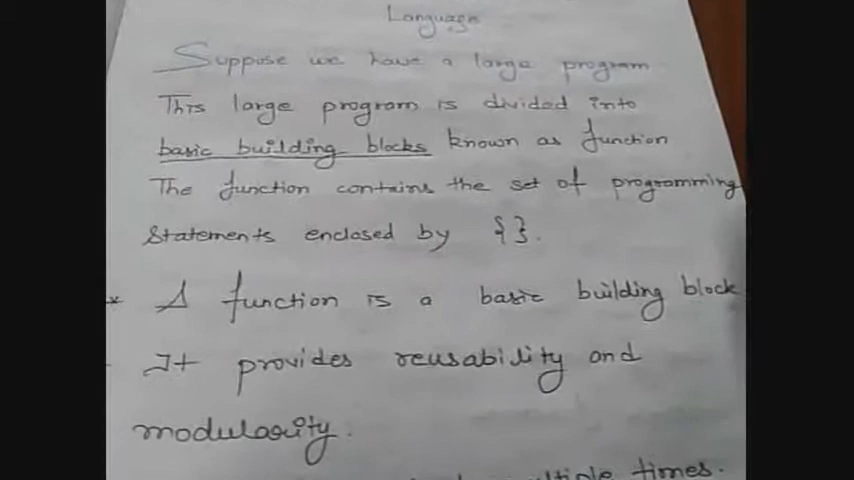 Language
Suppose we have a large program
This large program is divided into
basic building blocks known as function
The function contains the set of programming
statements enclosed by {}.
* A function is a basic building block
- It provides reusability and
modularity.
multiple times.